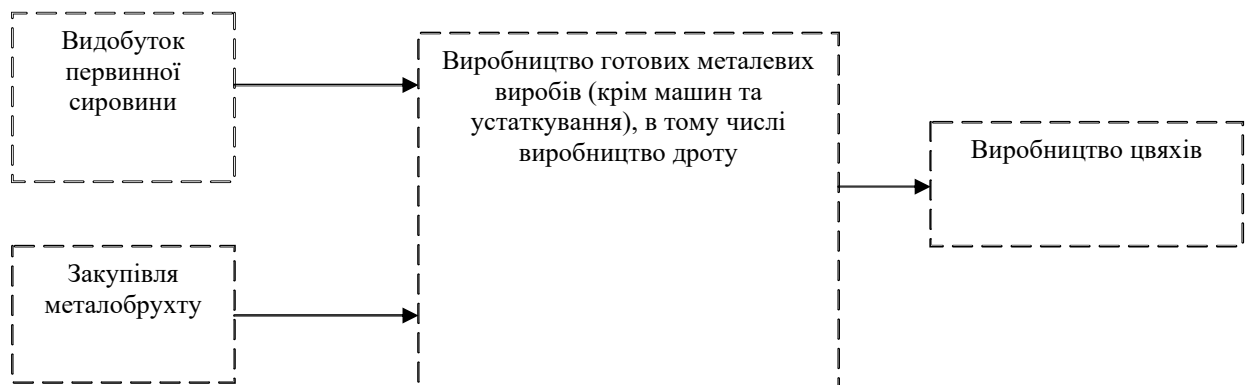 Видобуток
первинної
сировини
Виробництво готових металевих
виробів (крім машин та
устаткування), в тому числі
виробництво дроту
Виробництво цвяхів
Закупівля
металобрухту